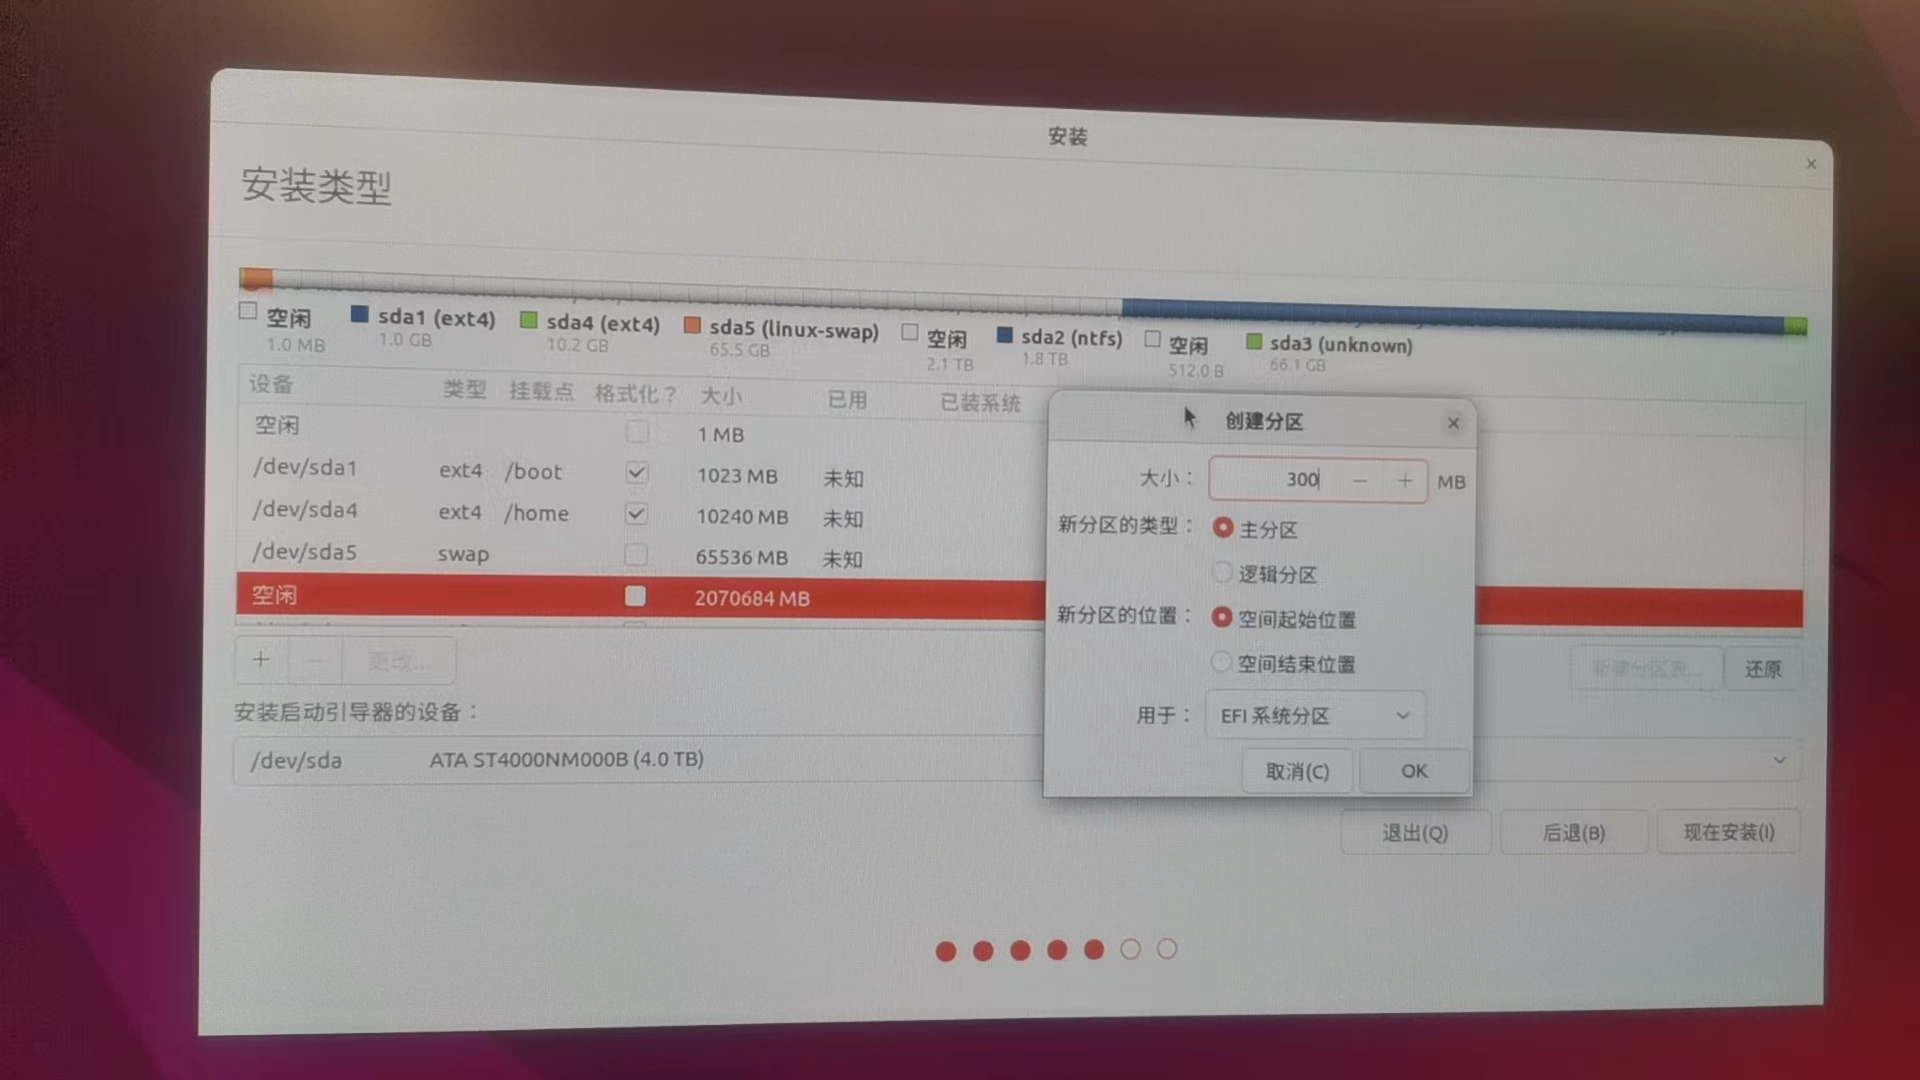 安装
安装类型
空闲 sda1 (ext4) sda4 (ext4) sda5 (linux-swap) 空闲 sda2 (ntfs) 空闲 sda3 (unknown)
1.0 MB 1.0 GB 10.2 GB 65.5 GB 2.1 TB 1.8 TB 512.0 B 66.1 GB
设备 类型 挂载点 格式化？ 大小 已用 已装系统
空闲 1 MB
/dev/sda1 ext4 /boot 1023 MB 未知
/dev/sda4 ext4 /home 10240 MB 未知
/dev/sda5 swap 65536 MB 未知
空闲 2070684 MB
+ − 更改...
新建分区表... 还原
安装启动引导器的设备：
/dev/sda ATA ST4000NM000B (4.0 TB)
创建分区
大小： 300 − + MB
新分区的类型： 主分区
逻辑分区
新分区的位置： 空间起始位置
空间结束位置
用于： EFI 系统分区
取消(C) OK
退出(Q) 后退(B) 现在安装(I)